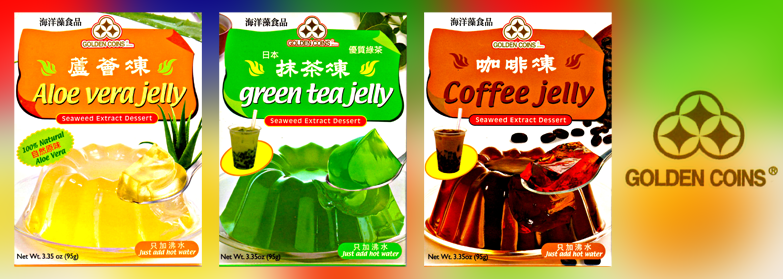 海洋藻食品
GOLDEN COINS
蘆薈凍
Aloe vera jelly
Seaweed Extract Dessert
100% Natural
自然原味
Aloe Vera
只加沸水
Just add hot water
Net Wt. 3.35 oz (95g)
海洋藻食品
GOLDEN COINS
日本
優質綠茶
抹茶凍
green tea jelly
Seaweed Extract Dessert
只加沸水
Just add hot water
Net Wt. 3.35oz (95g)
海洋藻食品
GOLDEN COINS
咖啡凍
Coffee jelly
Seaweed Extract Dessert
只加沸水
Just add hot water
Net Wt. 3.35oz (95g)
GOLDEN COINS®